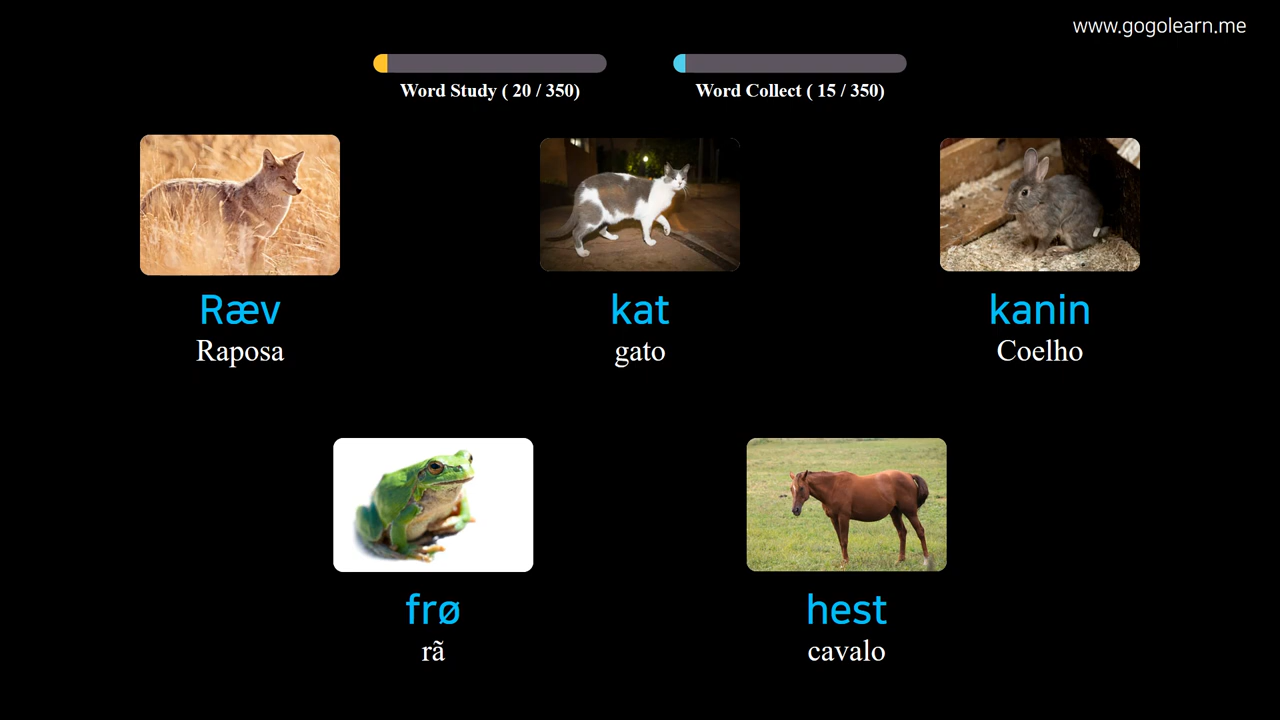 www.gogolearn.me
Word Study ( 20 / 350)
Word Collect ( 15 / 350)
Ræv
Raposa
kat
gato
kanin
Coelho
frø
rã
hest
cavalo